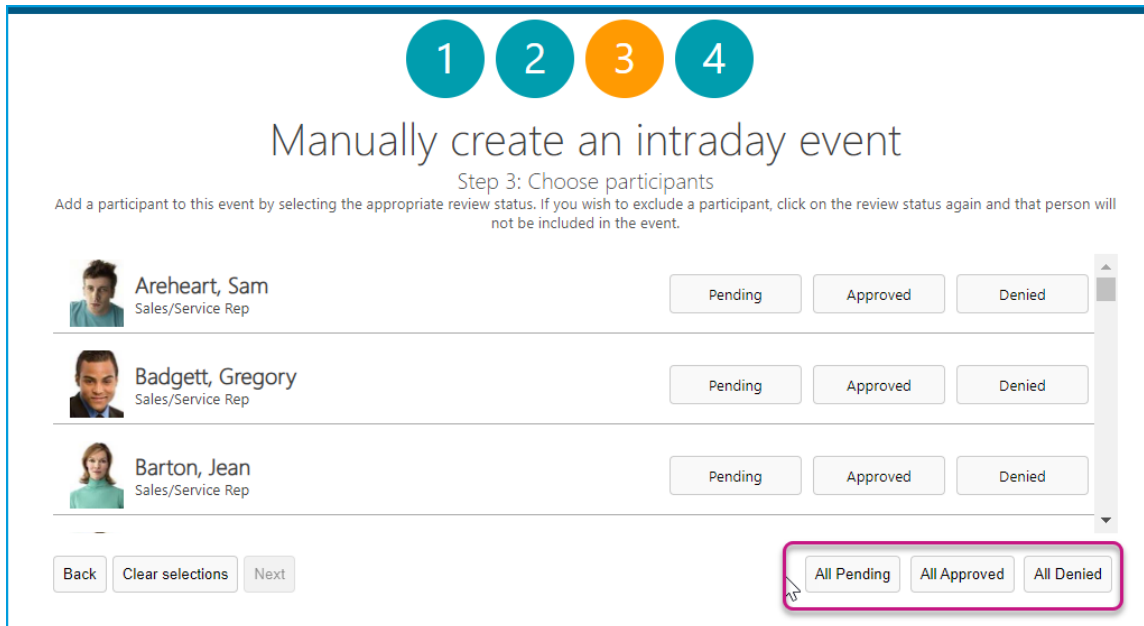 1 2 3 4
Manually create an intraday event
Step 3: Choose participants
Add a participant to this event by selecting the appropriate review status. If you wish to exclude a participant, click on the review status again and that person will
not be included in the event.
Areheart, Sam
Sales/Service Rep
Pending Approved Denied
Badgett, Gregory
Sales/Service Rep
Pending Approved Denied
Barton, Jean
Sales/Service Rep
Pending Approved Denied
Back Clear selections Next All Pending All Approved All Denied